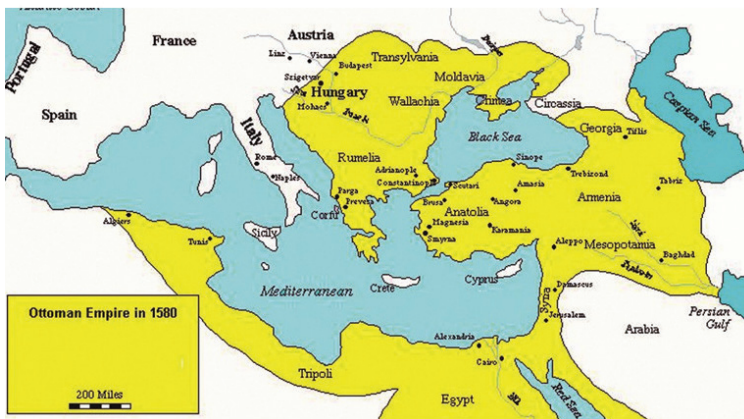 Portugal
Spain
France
Austria
Linz
Vienna
Budapest
Szigetvar
Hungary
Mohacs
Transylvania
Moldavia
Wallachia
Crimea
Circassia
Caspian Sea
Georgia
Tiflis
Black Sea
Italy
Rome
Naples
Rumelia
Adrianople
Constantinople
Scutari
Sinope
Trebizond
Amasia
Armenia
Tabriz
Parga
Preveza
Corfu
Brusa
Angora
Anatolia
Magnesia
Smyrna
Karamania
Aleppo
Mesopotamia
Baghdad
Algiers
Tunis
Sicily
Mediterranean
Crete
Cyprus
Syria
Damascus
Jerusalem
Persian
Gulf
Arabia
Ottoman Empire in 1580
200 Miles
Tripoli
Alexandria
Cairo
Egypt
Nile
Red Sea